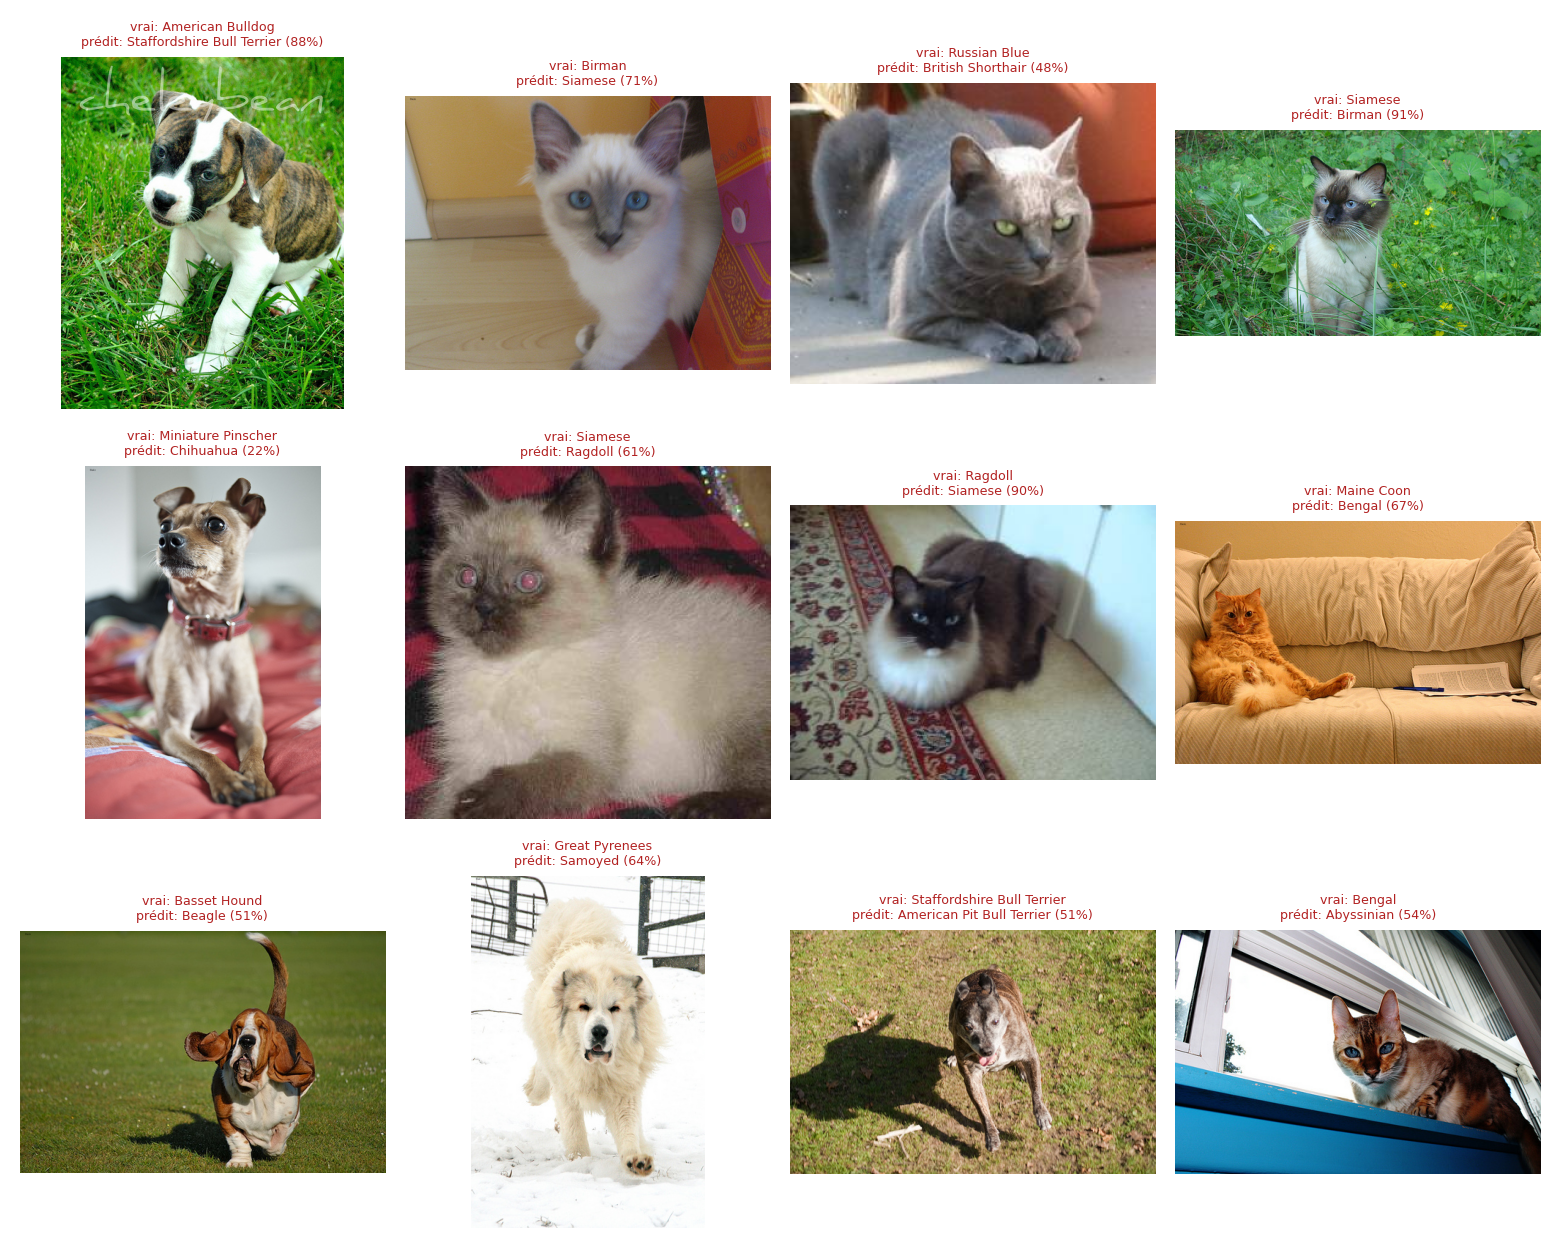 vrai: American Bulldog
prédit: Staffordshire Bull Terrier (88%)
chekybean
vrai: Birman
prédit: Siamese (71%)
vrai: Russian Blue
prédit: British Shorthair (48%)
vrai: Siamese
prédit: Birman (91%)
vrai: Miniature Pinscher
prédit: Chihuahua (22%)
vrai: Siamese
prédit: Ragdoll (61%)
vrai: Ragdoll
prédit: Siamese (90%)
vrai: Maine Coon
prédit: Bengal (67%)
vrai: Basset Hound
prédit: Beagle (51%)
vrai: Great Pyrenees
prédit: Samoyed (64%)
vrai: Staffordshire Bull Terrier
prédit: American Pit Bull Terrier (51%)
vrai: Bengal
prédit: Abyssinian (54%)